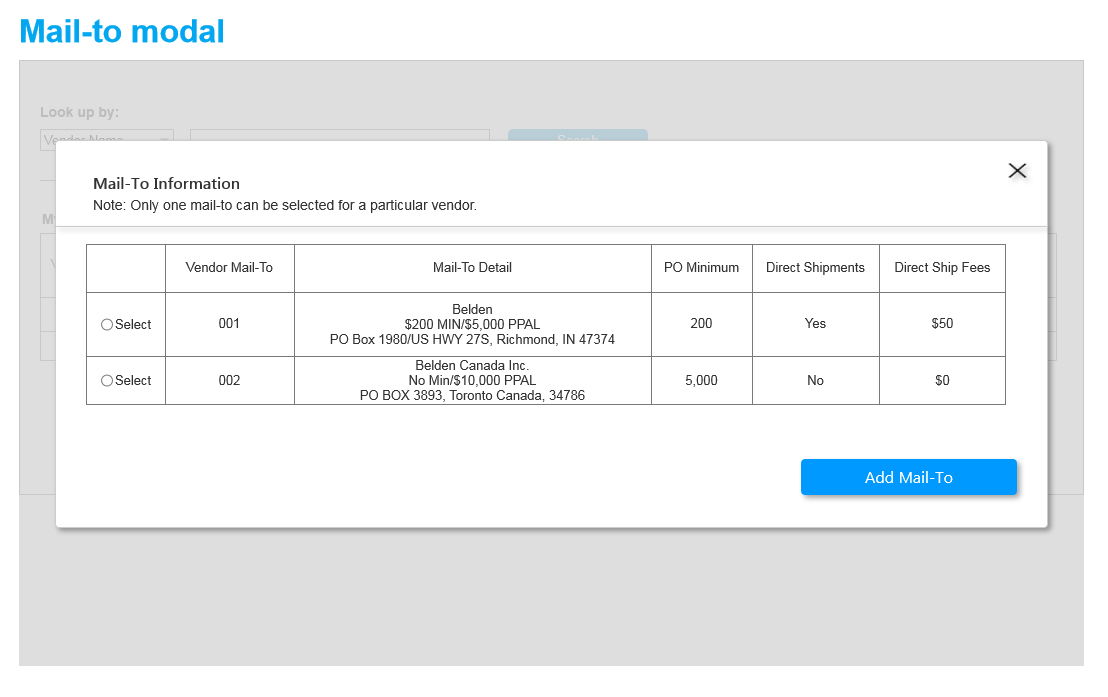 Mail-to modal
Look up by:
Vendor Name
Search
Mail-To Information
Note: Only one mail-to can be selected for a particular vendor.
My
Vendor Mail-To
Mail-To Detail
PO Minimum
Direct Shipments
Direct Ship Fees
Select
001
Belden
$200 MIN/$5,000 PPAL
PO Box 1980/US HWY 27S, Richmond, IN 47374
200
Yes
$50
Select
002
Belden Canada Inc.
No Min/$10,000 PPAL
PO BOX 3893, Toronto Canada, 34786
5,000
No
$0
Add Mail-To